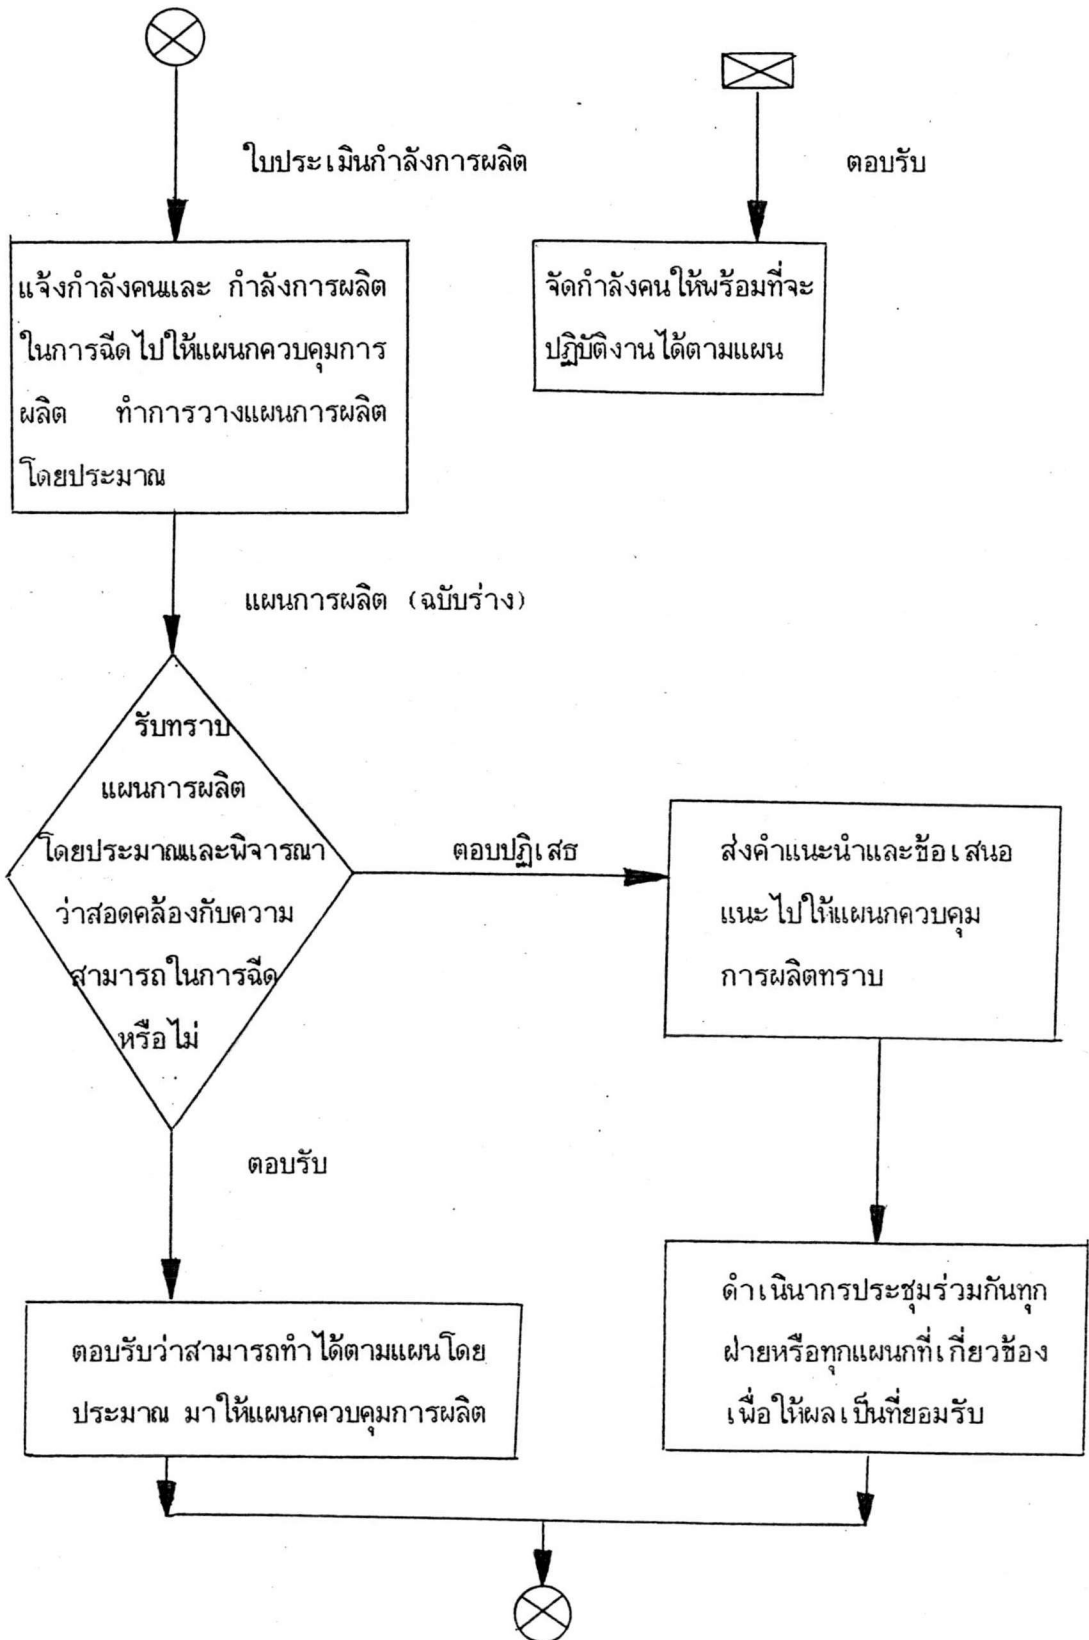 ใบประเมินกำลังการผลิต
ตอบรับ
แจ้งกำลังคนและ กำลังการผลิต
ในการฉีดไปให้แผนกควบคุมการ
ผลิต ทำการวางแผนการผลิต
โดยประมาณ
จัดกำลังคนให้พร้อมที่จะ
ปฏิบัติงานได้ตามแผน
แผนการผลิต (ฉบับร่าง)
รับทราบ
แผนการผลิต
โดยประมาณและพิจารณา
ว่าสอดคล้องกับความ
สามารถในการฉีด
หรือไม่
ตอบปฏิเสธ
ส่งคำแนะนำและข้อเสนอ
แนะไปให้แผนกควบคุม
การผลิตทราบ
ตอบรับ
ตอบรับว่าสามารถทำได้ตามแผนโดย
ประมาณ มาให้แผนกควบคุมการผลิต
ดำเนินากรประชุมร่วมกันทุก
ฝ่ายหรือทุกแผนกที่เกี่ยวข้อง
เพื่อให้ผลเป็นที่ยอมรับ